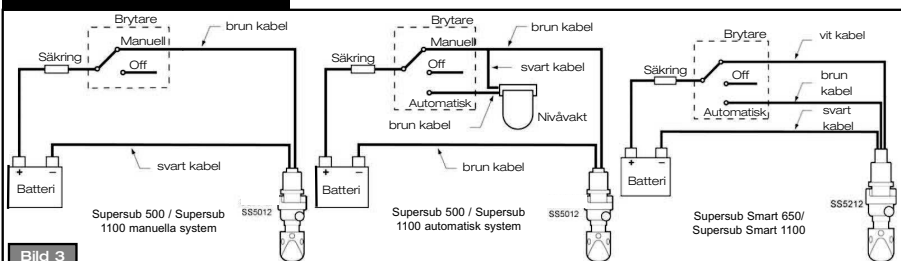 Brytare
brun kabel
Säkring
Manuell
Off
+ −
Batteri
svart kabel
SS5012
Supersub 500 / Supersub
1100 manuella system
Bild 3
Brytare
brun kabel
Säkring
Manuell
Off
svart kabel
Automatisk
brun kabel
Nivåvakt
+ −
Batteri
brun kabel
SS5012
Supersub 500 / Supersub
1100 automatisk system
Brytare
vit kabel
Säkring
Off
brun
kabel
Automatisk
svart
kabel
+ −
Batteri
SS5212
Supersub Smart 650/
Supersub Smart 1100